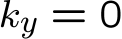 k_y = 0